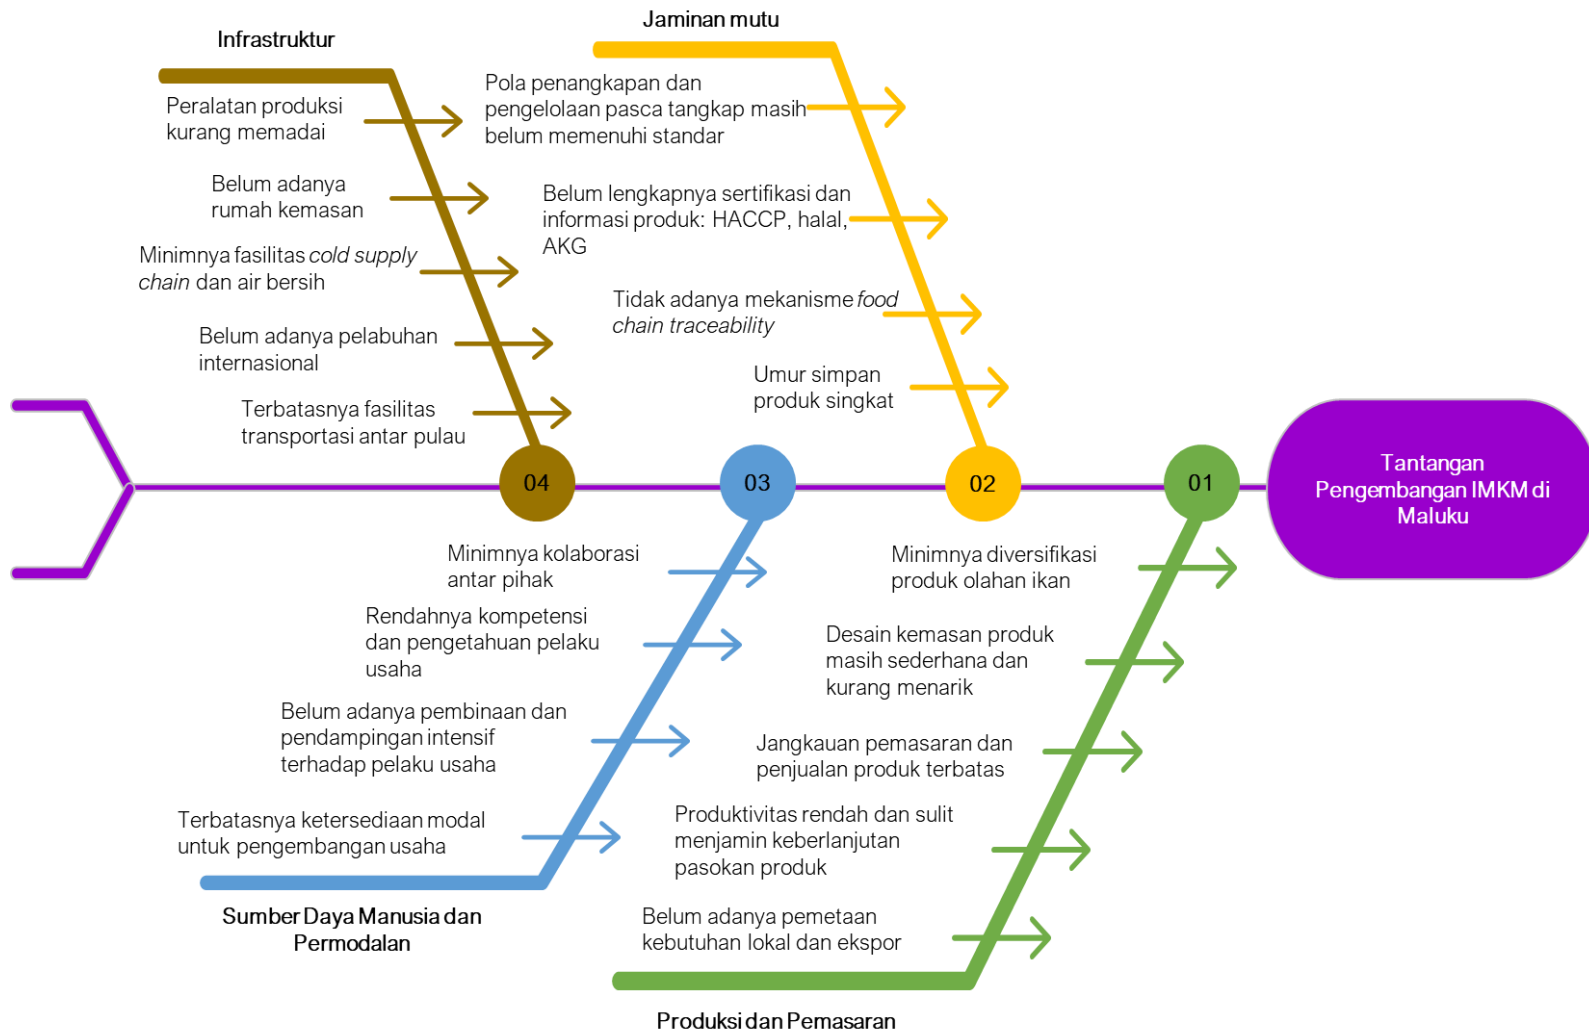 Infrastruktur
Peralatan produksi
kurang memadai
Belum adanya
rumah kemasan
Minimnya fasilitas cold supply
chain dan air bersih
Belum adanya pelabuhan
internasional
Terbatasnya fasilitas
transportasi antar pulau
04
Jaminan mutu
Pola penangkapan dan
pengelolaan pasca tangkap masih
belum memenuhi standar
Belum lengkapnya sertifikasi dan
informasi produk: HACCP, halal,
AKG
Tidak adanya mekanisme food
chain traceability
Umur simpan
produk singkat
02
03
Minimnya kolaborasi
antar pihak
Rendahnya kompetensi
dan pengetahuan pelaku
usaha
Belum adanya pembinaan dan
pendampingan intensif
terhadap pelaku usaha
Terbatasnya ketersediaan modal
untuk pengembangan usaha
Sumber Daya Manusia dan
Permodalan
01
Minimnya diversifikasi
produk olahan ikan
Desain kemasan produk
masih sederhana dan
kurang menarik
Jangkauan pemasaran dan
penjualan produk terbatas
Produktivitas rendah dan sulit
menjamin keberlanjutan
pasokan produk
Belum adanya pemetaan
kebutuhan lokal dan ekspor
Produksi dan Pemasaran
Tantangan
Pengembangan IMKM di
Maluku